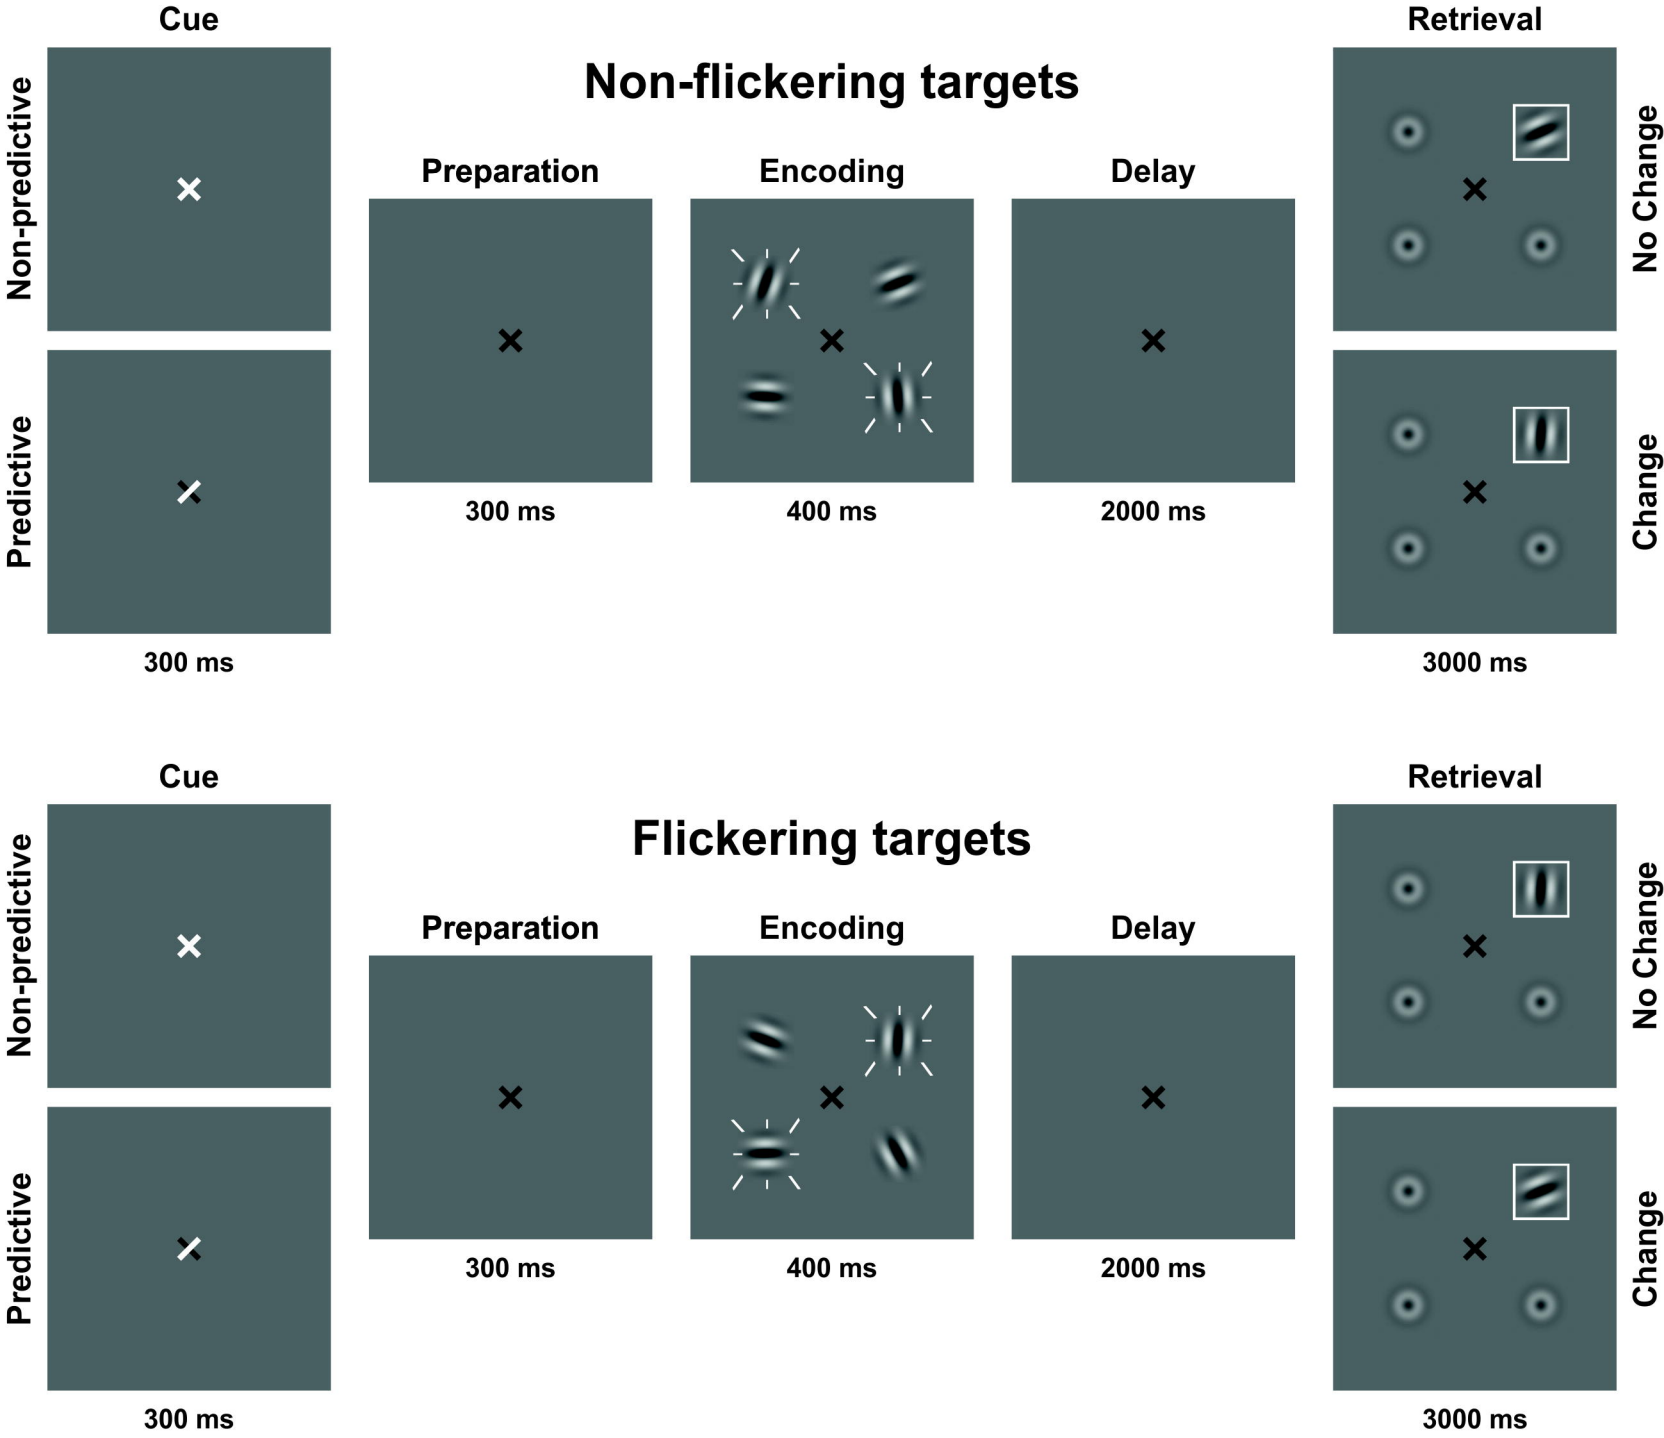 Cue
Retrieval
Non-flickering targets
Non-predictive
No Change
Preparation
Encoding
Delay
Predictive
Change
300 ms
400 ms
2000 ms
300 ms
3000 ms
Cue
Retrieval
Flickering targets
Non-predictive
No Change
Preparation
Encoding
Delay
Predictive
Change
300 ms
400 ms
2000 ms
300 ms
3000 ms